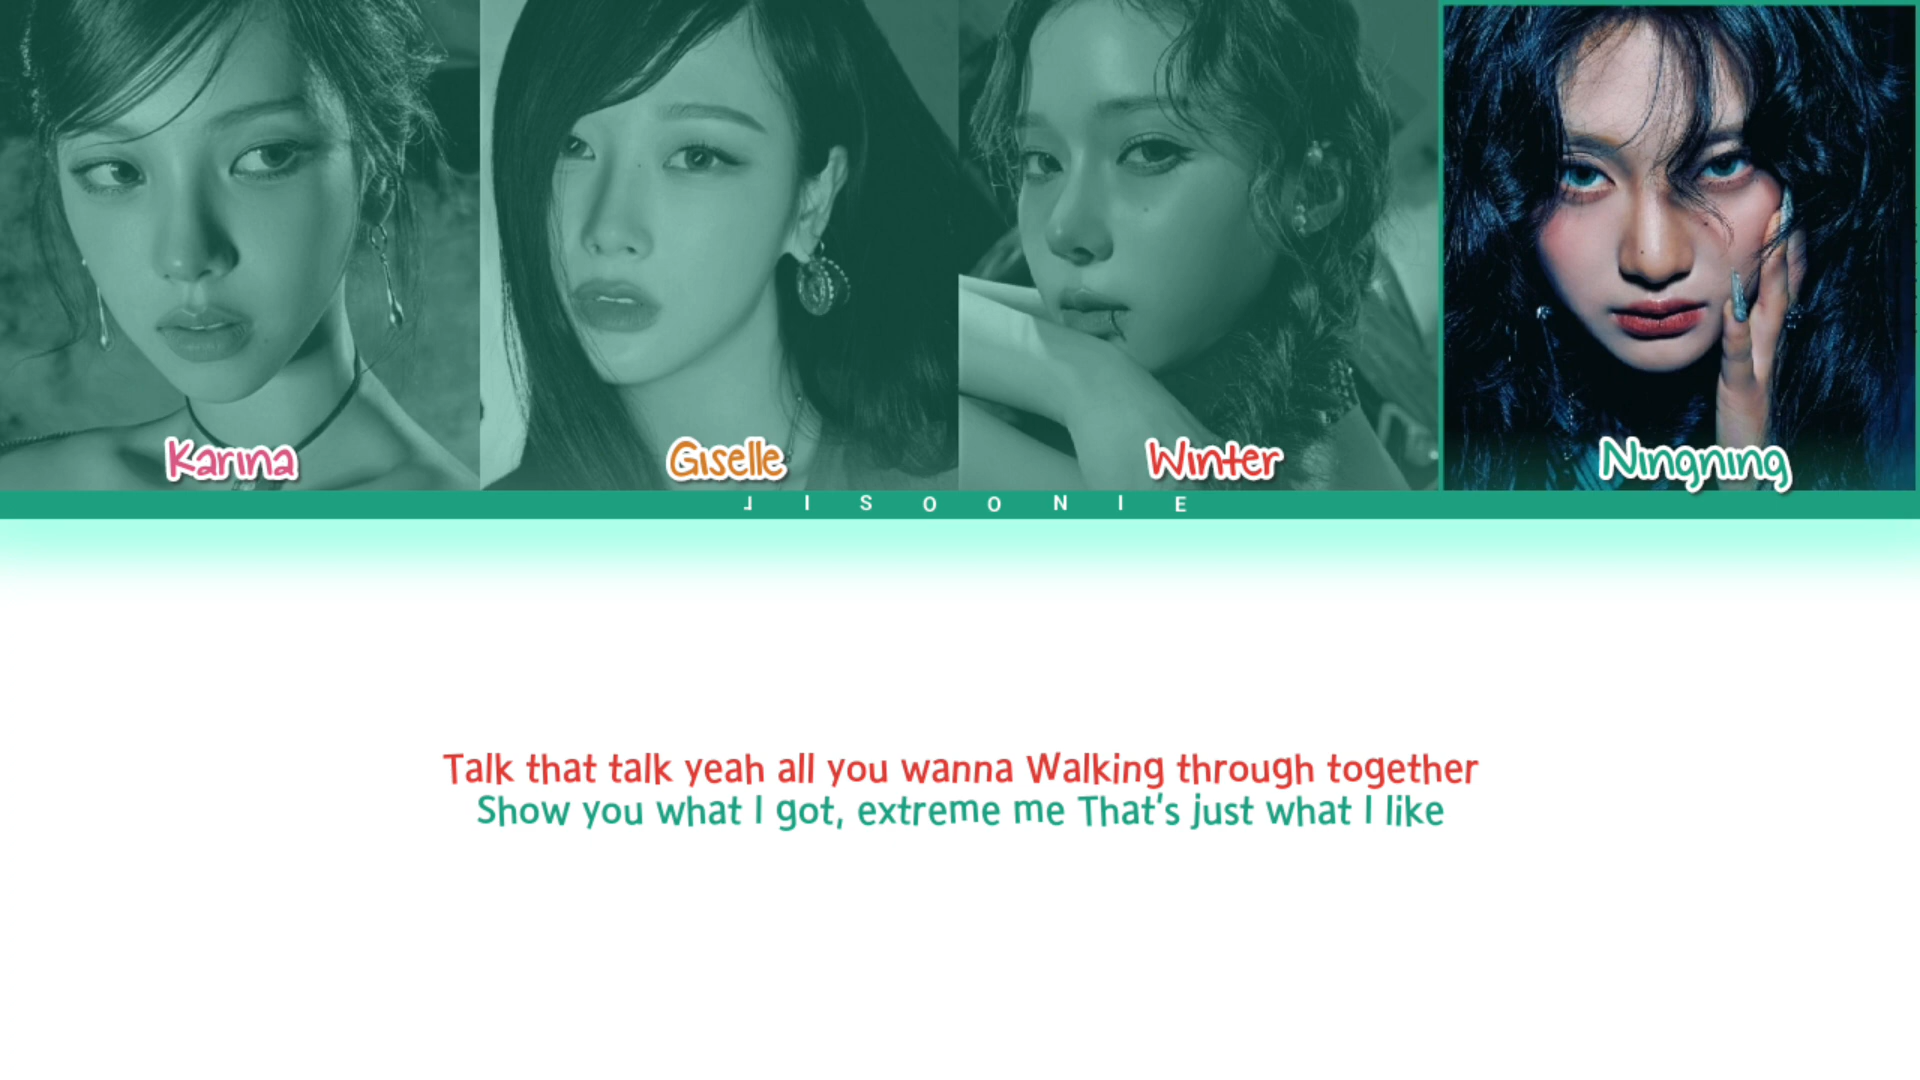 Karina
Giselle
Winter
Ningning
JISOONIE
Talk that talk yeah all you wanna Walking through together
Show you what I got, extreme me That's just what I like